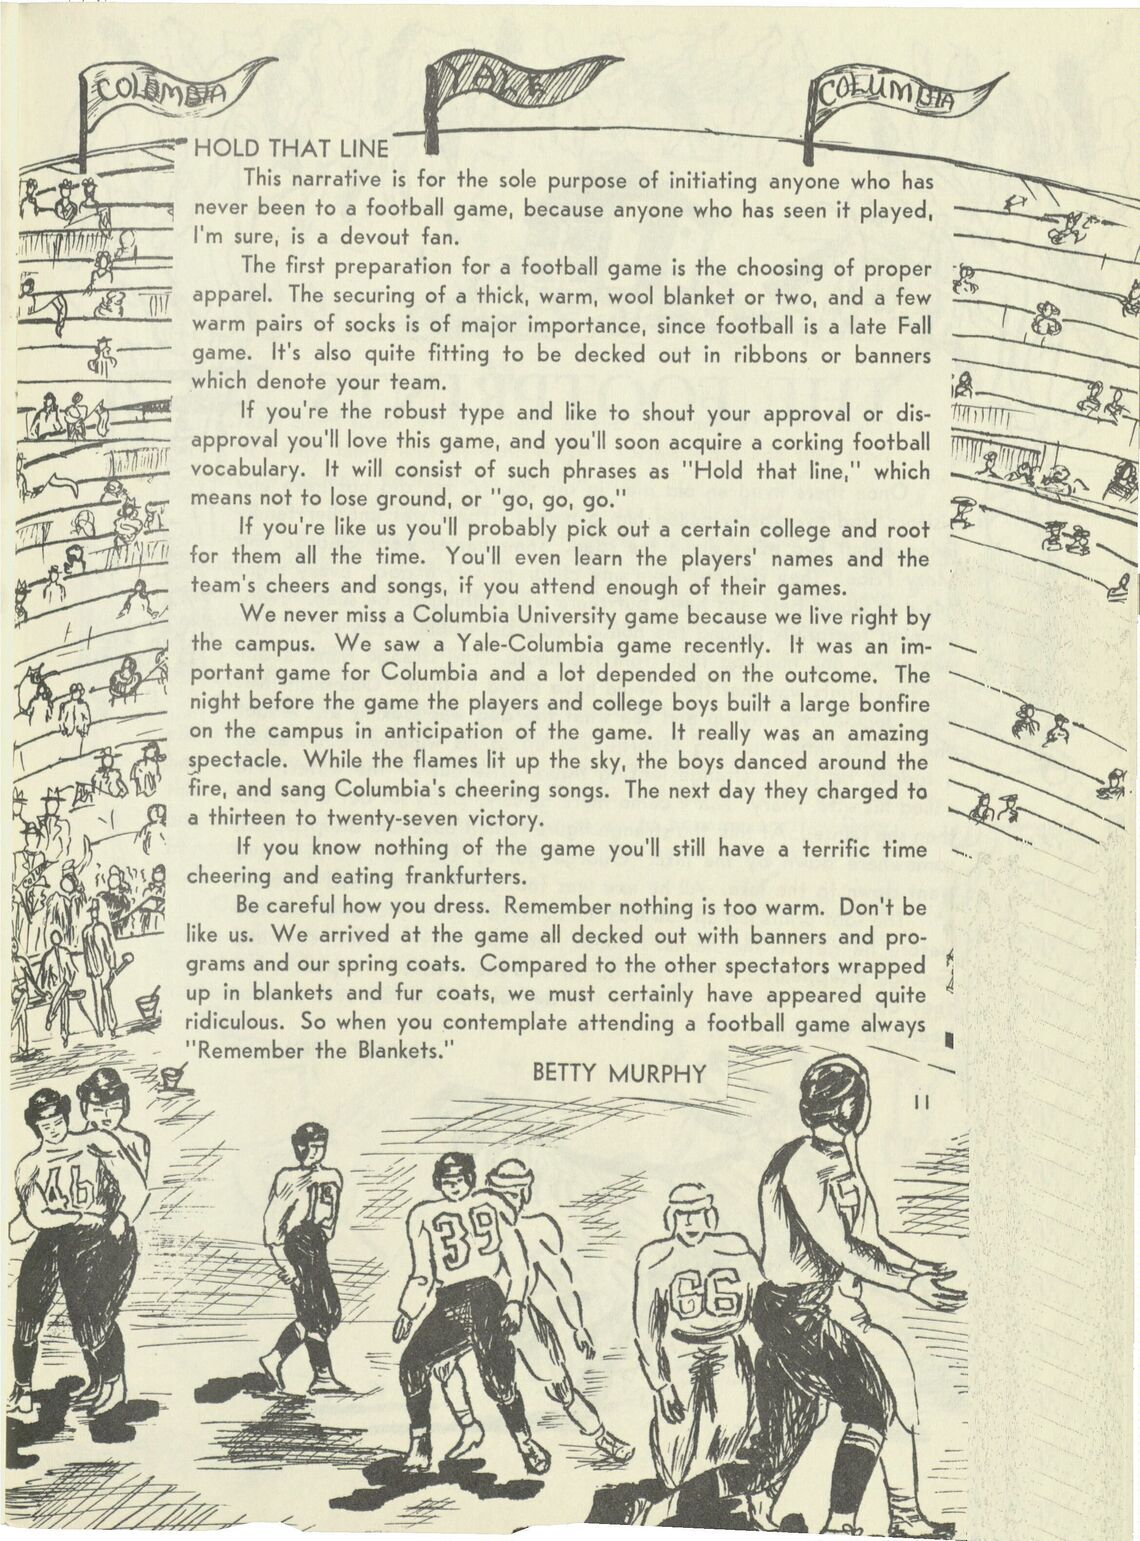 COLUMBIA
YALE
COLUMBIA
HOLD THAT LINE
This narrative is for the sole purpose of initiating anyone who has
never been to a football game, because anyone who has seen it played,
I'm sure, is a devout fan.
The first preparation for a football game is the choosing of proper
apparel. The securing of a thick, warm, wool blanket or two, and a few
warm pairs of socks is of major importance, since football is a late Fall
game. It's also quite fitting to be decked out in ribbons or banners
which denote your team.
If you're the robust type and like to shout your approval or dis-
approval you'll love this game, and you'll soon acquire a corking football
vocabulary. It will consist of such phrases as "Hold that line," which
means not to lose ground, or "go, go, go."
If you're like us you'll probably pick out a certain college and root
for them all the time. You'll even learn the players' names and the
team's cheers and songs, if you attend enough of their games.
We never miss a Columbia University game because we live right by
the campus. We saw a Yale-Columbia game recently. It was an im-
portant game for Columbia and a lot depended on the outcome. The
night before the game the players and college boys built a large bonfire
on the campus in anticipation of the game. It really was an amazing
spectacle. While the flames lit up the sky, the boys danced around the
fire, and sang Columbia's cheering songs. The next day they charged to
a thirteen to twenty-seven victory.
If you know nothing of the game you'll still have a terrific time
cheering and eating frankfurters.
Be careful how you dress. Remember nothing is too warm. Don't be
like us. We arrived at the game all decked out with banners and pro-
grams and our spring coats. Compared to the other spectators wrapped
up in blankets and fur coats, we must certainly have appeared quite
ridiculous. So when you contemplate attending a football game always
"Remember the Blankets."
BETTY MURPHY
11
16
39
66